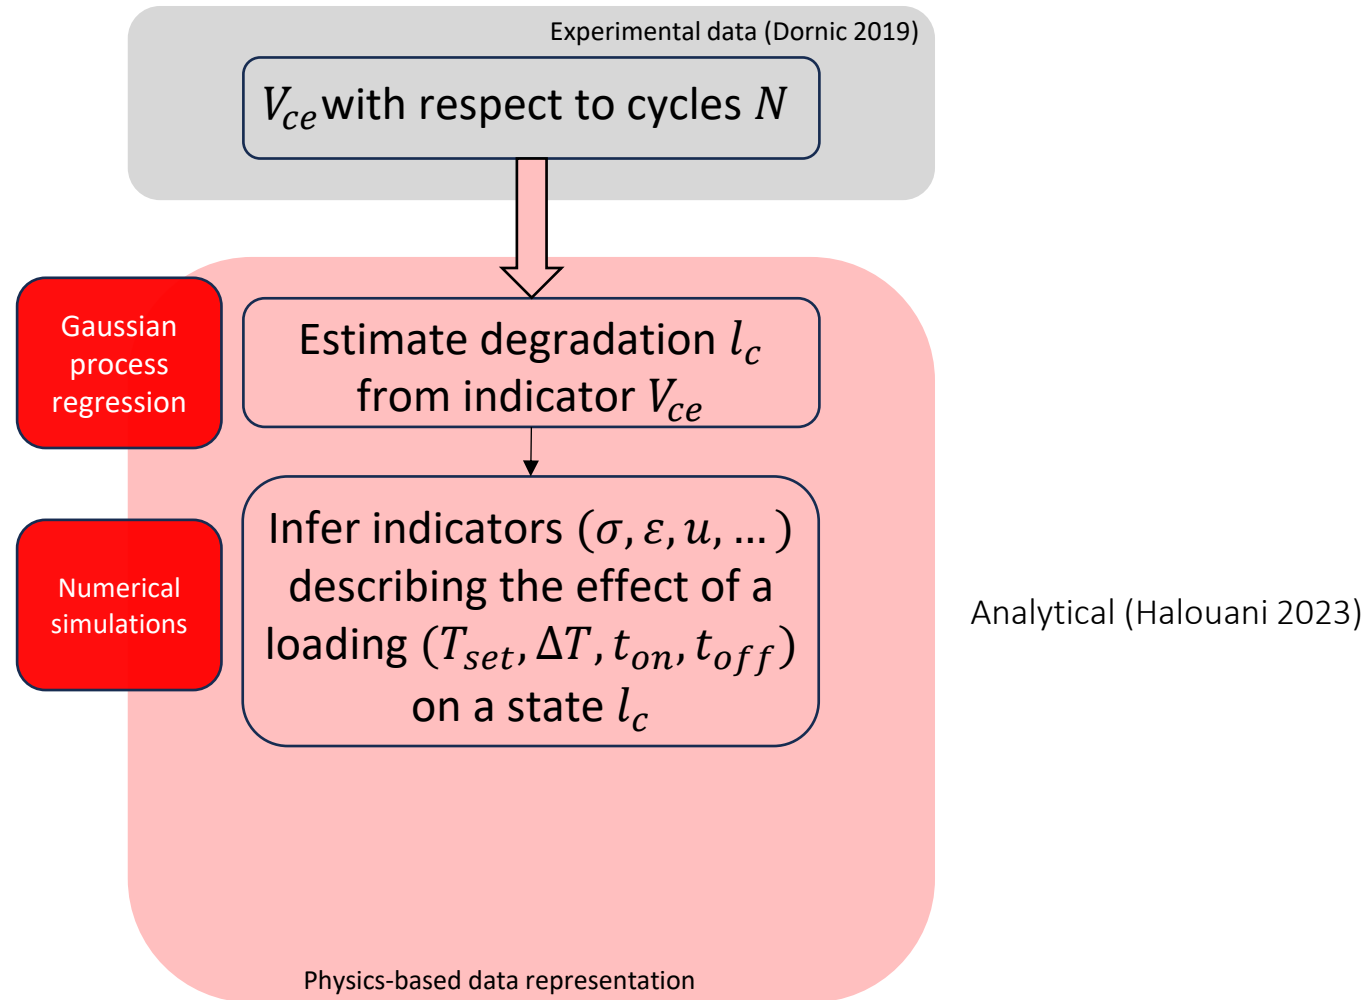 Experimental data (Dornic 2019)
V_ce with respect to cycles N
Gaussian
process
regression
Estimate degradation l_c
from indicator V_ce
Numerical
simulations
Infer indicators (σ, ε, u, … )
describing the effect of a
loading (T_set, ΔT, t_on, t_off)
on a state l_c
Analytical (Halouani 2023)
Physics-based data representation